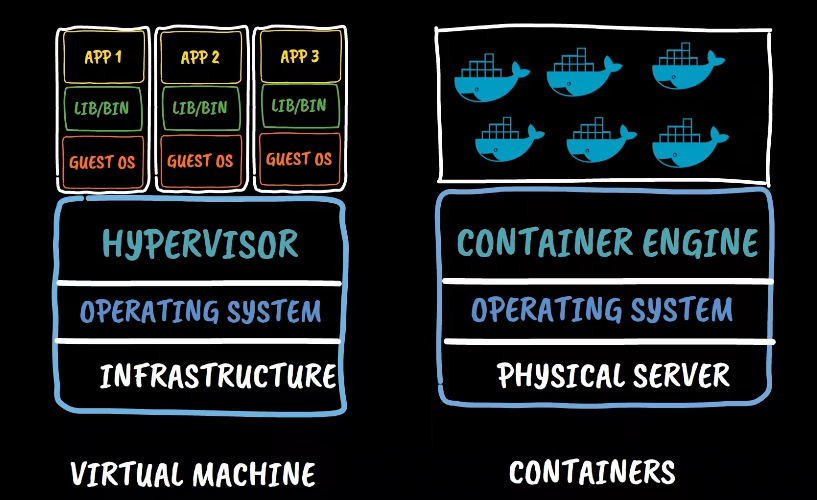 APP 1
LIB/BIN
GUEST OS
APP 2
LIB/BIN
GUEST OS
APP 3
LIB/BIN
GUEST OS
HYPERVISOR
OPERATING SYSTEM
INFRASTRUCTURE
VIRTUAL MACHINE
CONTAINER ENGINE
OPERATING SYSTEM
PHYSICAL SERVER
CONTAINERS